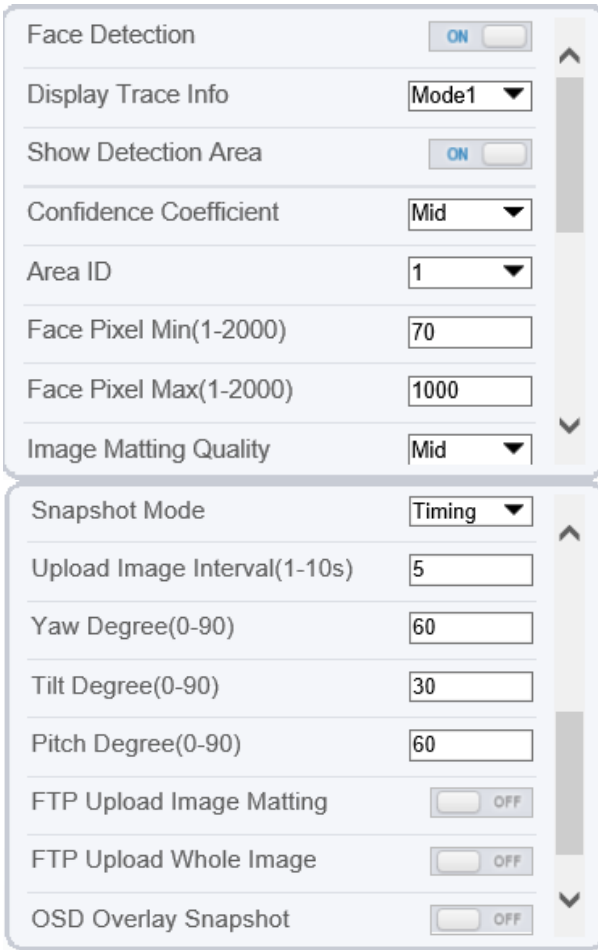 Face Detection ON
Display Trace Info Mode1
Show Detection Area ON
Confidence Coefficient Mid
Area ID 1
Face Pixel Min(1-2000) 70
Face Pixel Max(1-2000) 1000
Image Matting Quality Mid
Snapshot Mode Timing
Upload Image Interval(1-10s) 5
Yaw Degree(0-90) 60
Tilt Degree(0-90) 30
Pitch Degree(0-90) 60
FTP Upload Image Matting OFF
FTP Upload Whole Image OFF
OSD Overlay Snapshot OFF